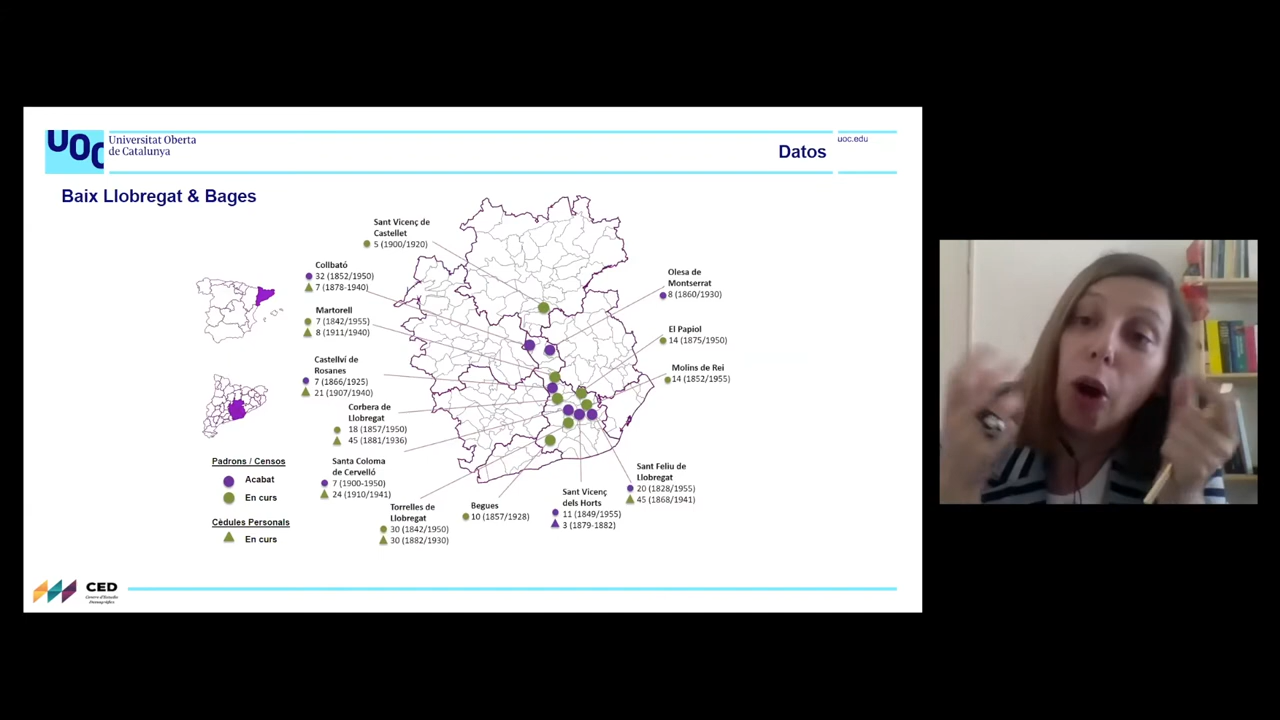 UOC
Universitat Oberta
de Catalunya
Datos
uoc.edu
Baix Llobregat & Bages
Sant Vicenç de
Castellet
5 (1900/1920)
Collbató
32 (1852/1950)
7 (1878-1940)
Martorell
7 (1842/1955)
8 (1911/1940)
Castellví de
Rosanes
7 (1866/1925)
21 (1907/1940)
Corbera de
Llobregat
18 (1857/1950)
45 (1881/1936)
Santa Coloma
de Cervelló
7 (1900-1950)
24 (1910/1941)
Torrelles de
Llobregat
30 (1842/1950)
30 (1882/1930)
Begues
10 (1857/1928)
Sant Vicenç
dels Horts
11 (1849/1955)
3 (1879-1882)
Sant Feliu de
Llobregat
20 (1828/1955)
45 (1868/1941)
Molins de Rei
14 (1852/1955)
El Papiol
14 (1875/1950)
Olesa de
Montserrat
8 (1860/1930)
Padrons / Censos
Acabat
En curs
Cèdules Personals
En curs
CED